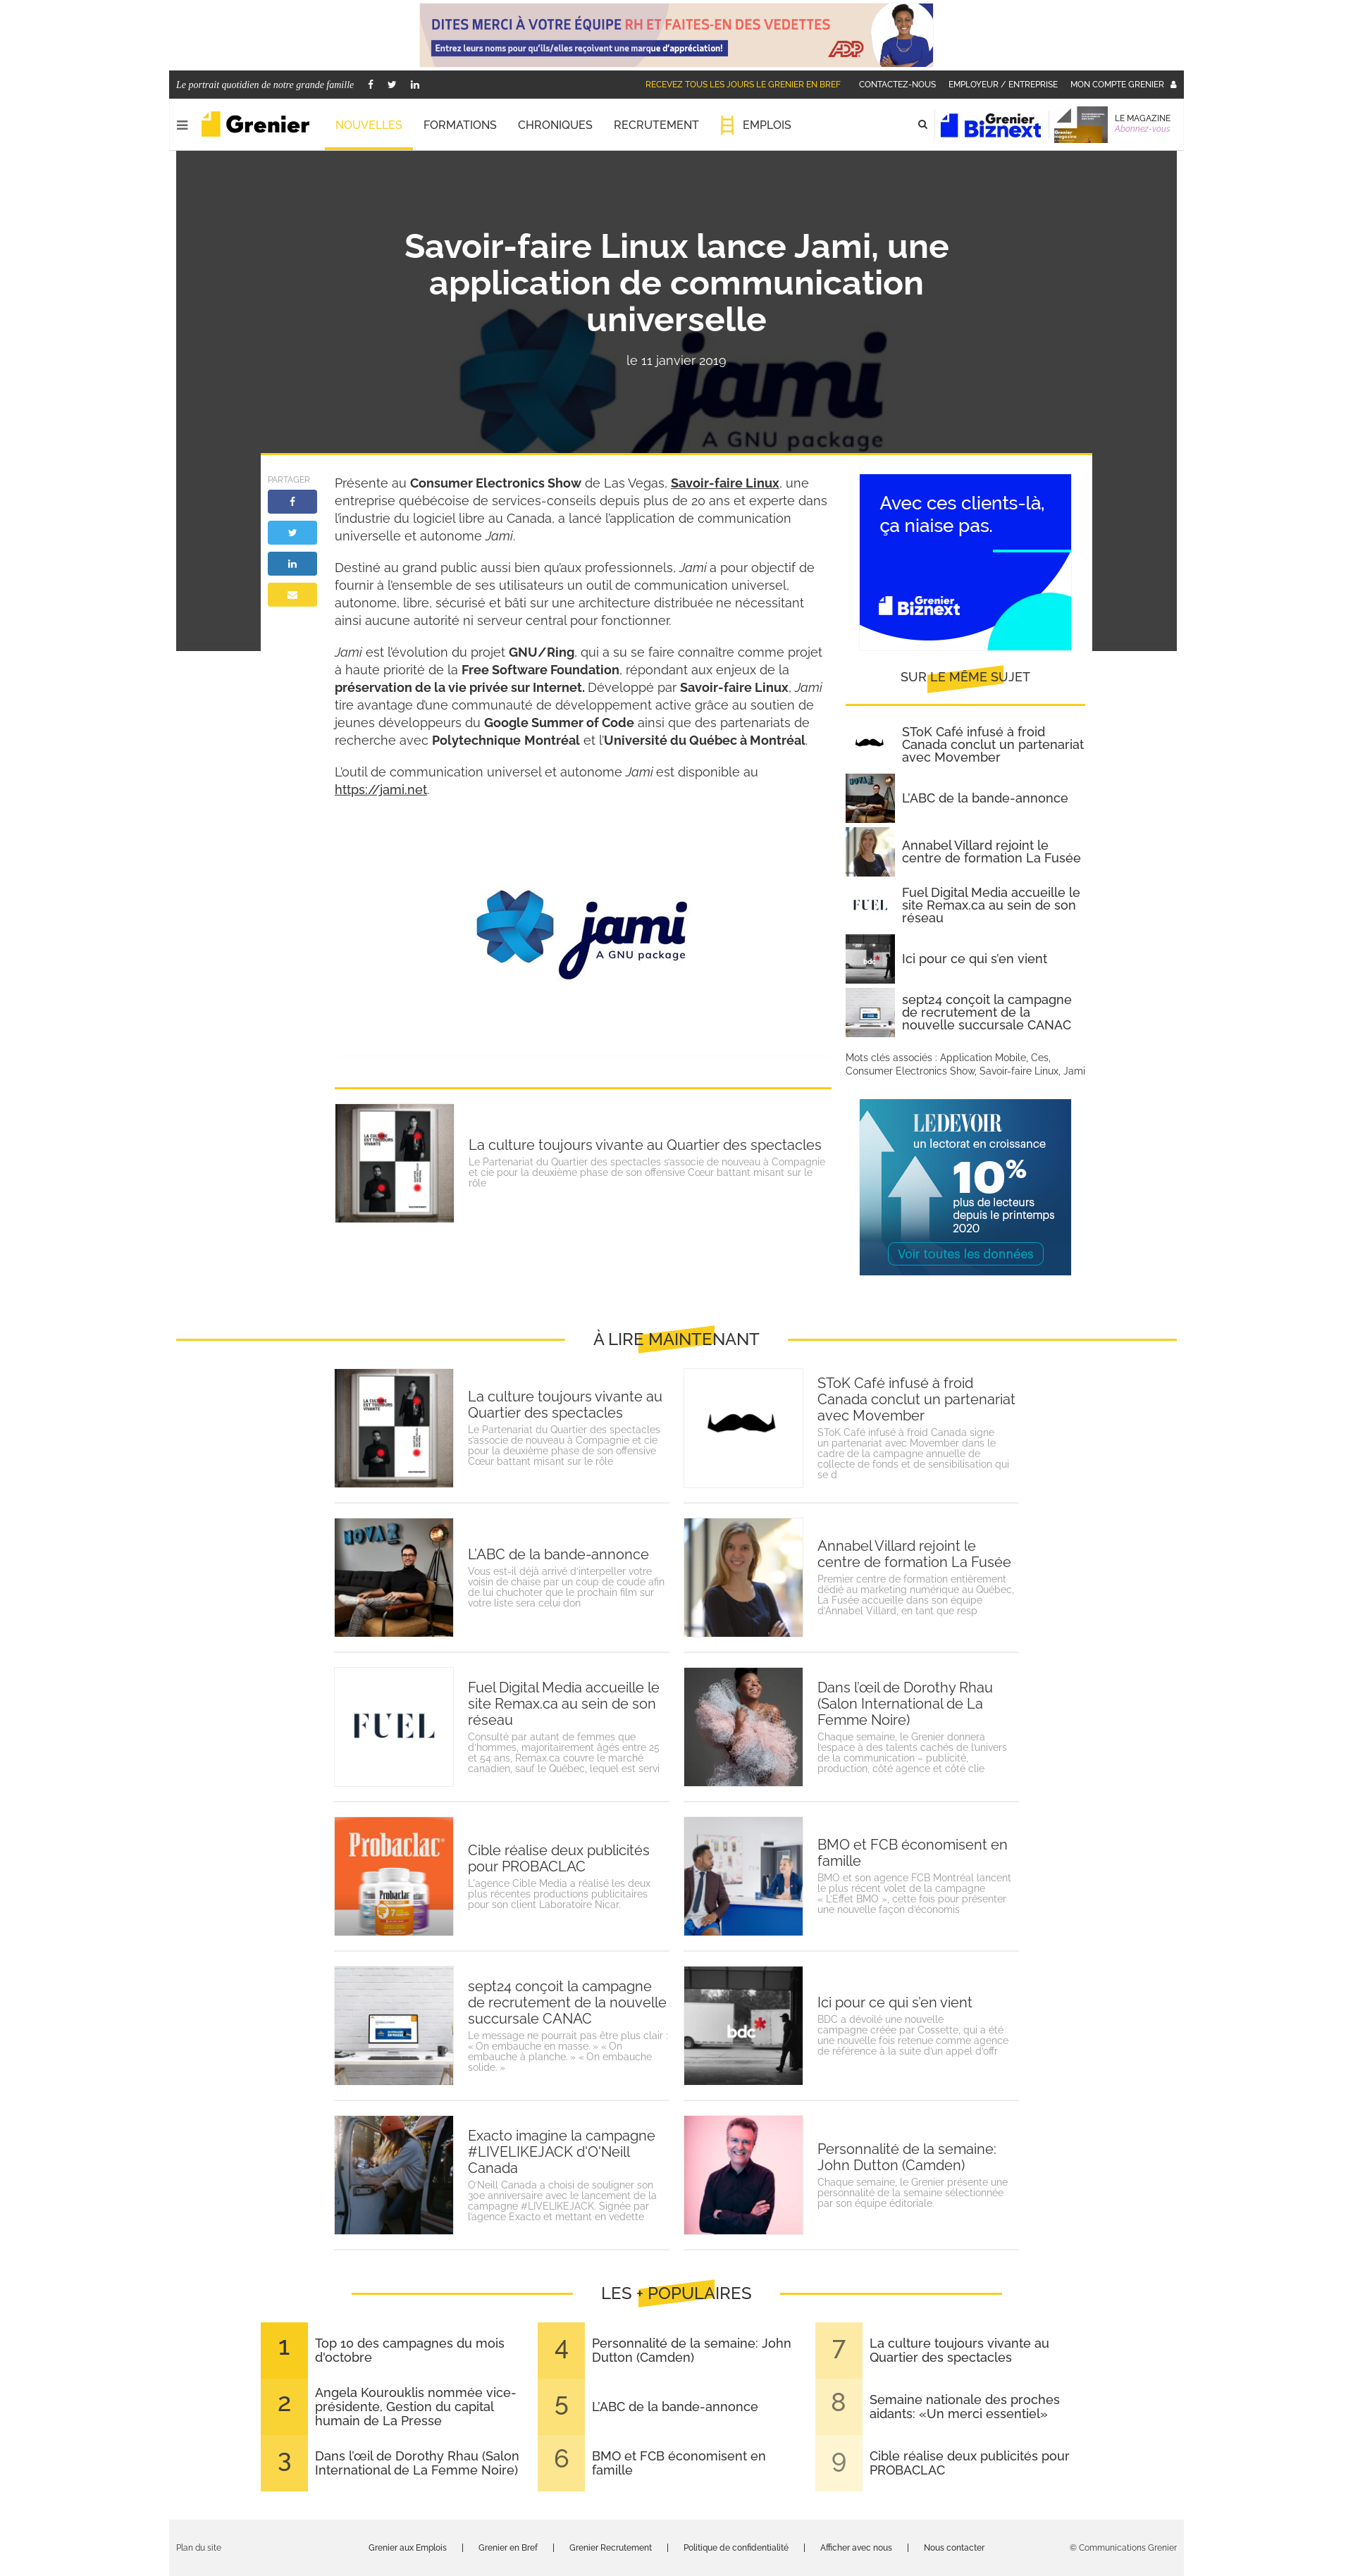 DITES MERCI À VOTRE ÉQUIPE RH ET FAITES-EN DES VEDETTES
Entrez leurs noms pour qu'ils/elles reçoivent une marque d'appréciation!
ADP
Le portrait quotidien de notre grande famille
RECEVEZ TOUS LES JOURS LE GRENIER EN BREF
CONTACTEZ-NOUS
EMPLOYEUR / ENTREPRISE
MON COMPTE GRENIER
Grenier
NOUVELLES
FORMATIONS
CHRONIQUES
RECRUTEMENT
EMPLOIS
Grenier
Biznext
LE MAGAZINE
Abonnez-vous
Savoir-faire Linux lance Jami, une
application de communication
universelle
le 11 janvier 2019
jami
A GNU package
PARTAGER
Présente au Consumer Electronics Show de Las Vegas, Savoir-faire Linux, une
entreprise québécoise de services-conseils depuis plus de 20 ans et experte dans
l'industrie du logiciel libre au Canada, a lancé l'application de communication
universelle et autonome Jami.
Destiné au grand public aussi bien qu'aux professionnels, Jami a pour objectif de
fournir à l'ensemble de ses utilisateurs un outil de communication universel,
autonome, libre, sécurisé et bâti sur une architecture distribuée ne nécessitant
ainsi aucune autorité ni serveur central pour fonctionner.
Jami est l'évolution du projet GNU/Ring, qui a su se faire connaître comme projet
à haute priorité de la Free Software Foundation, répondant aux enjeux de la
préservation de la vie privée sur Internet. Développé par Savoir-faire Linux, Jami
tire avantage d'une communauté de développement active grâce au soutien de
jeunes développeurs du Google Summer of Code ainsi que des partenariats de
recherche avec Polytechnique Montréal et l'Université du Québec à Montréal.
L'outil de communication universel et autonome Jami est disponible au
https://jami.net.
jami
A GNU package
Avec ces clients-là,
ça niaise pas.
Grenier
Biznext
SUR LE MÊME SUJET
SToK Café infusé à froid
Canada conclut un partenariat
avec Movember
L'ABC de la bande-annonce
Annabel Villard rejoint le
centre de formation La Fusée
FUEL
Fuel Digital Media accueille le
site Remax.ca au sein de son
réseau
bdc
Ici pour ce qui s'en vient
sept24 conçoit la campagne
de recrutement de la
nouvelle succursale CANAC
Mots clés associés : Application Mobile, Ces,
Consumer Electronics Show, Savoir-faire Linux, Jami
LE DEVOIR
un lectorat en croissance
10%
plus de lecteurs
depuis le printemps
2020
Voir toutes les données
LA CULTURE
EST TOUJOURS
VIVANTE
La culture toujours vivante au Quartier des spectacles
Le Partenariat du Quartier des spectacles s'associe de nouveau à Compagnie
et cie pour la deuxième phase de son offensive Cœur battant misant sur le
rôle
À LIRE MAINTENANT
LA CULTURE
EST TOUJOURS
VIVANTE
La culture toujours vivante au
Quartier des spectacles
Le Partenariat du Quartier des spectacles
s'associe de nouveau à Compagnie et cie
pour la deuxième phase de son offensive
Cœur battant misant sur le rôle
SToK Café infusé à froid
Canada conclut un partenariat
avec Movember
SToK Café infusé à froid Canada signe
un partenariat avec Movember dans le
cadre de la campagne annuelle de
collecte de fonds et de sensibilisation qui
se d
L'ABC de la bande-annonce
Vous est-il déjà arrivé d'interpeller votre
voisin de chaise par un coup de coude afin
de lui chuchoter que le prochain film sur
votre liste sera celui don
Annabel Villard rejoint le
centre de formation La Fusée
Premier centre de formation entièrement
dédié au marketing numérique au Québec,
La Fusée accueille dans son équipe
d'Annabel Villard, en tant que resp
FUEL
Fuel Digital Media accueille le
site Remax.ca au sein de son
réseau
Consulté par autant de femmes que
d'hommes, majoritairement âgés entre 25
et 54 ans, Remax.ca couvre le marché
canadien, sauf le Québec, lequel est servi
Dans l'œil de Dorothy Rhau
(Salon International de La
Femme Noire)
Chaque semaine, le Grenier donnera
l'espace à des talents cachés de l'univers
de la communication – publicité,
production, côté agence et côté clie
Probaclac
Probaclac
Cible réalise deux publicités
pour PROBACLAC
L'agence Cible Media a réalisé les deux
plus récentes productions publicitaires
pour son client Laboratoire Nicar.
BMO et FCB économisent en
famille
BMO et son agence FCB Montréal lancent
le plus récent volet de la campagne
« L'Effet BMO », cette fois pour présenter
une nouvelle façon d'économis
sept24 conçoit la campagne
de recrutement de la nouvelle
succursale CANAC
Le message ne pourrait pas être plus clair :
« On embauche en masse. » « On
embauche à planche. » « On embauche
solide. »
bdc
Ici pour ce qui s'en vient
BDC a dévoilé une nouvelle
campagne créée par Cossette, qui a été
une nouvelle fois retenue comme agence
de référence à la suite d'un appel d'offr
Exacto imagine la campagne
#LIVELIKEJACK d'O'Neill
Canada
O'Neill Canada a choisi de souligner son
30e anniversaire avec le lancement de la
campagne #LIVELIKEJACK. Signée par
l'agence Exacto et mettant en vedette
Personnalité de la semaine:
John Dutton (Camden)
Chaque semaine, le Grenier présente une
personnalité de la semaine sélectionnée
par son équipe éditoriale.
LES + POPULAIRES
1
Top 10 des campagnes du mois
d'octobre
2
Angela Kourouklis nommée vice-
présidente, Gestion du capital
humain de La Presse
3
Dans l'œil de Dorothy Rhau (Salon
International de La Femme Noire)
4
Personnalité de la semaine: John
Dutton (Camden)
5
L'ABC de la bande-annonce
6
BMO et FCB économisent en
famille
7
La culture toujours vivante au
Quartier des spectacles
8
Semaine nationale des proches
aidants: «Un merci essentiel»
9
Cible réalise deux publicités pour
PROBACLAC
Plan du site
Grenier aux Emplois | Grenier en Bref | Grenier Recrutement | Politique de confidentialité | Afficher avec nous | Nous contacter
© Communications Grenier